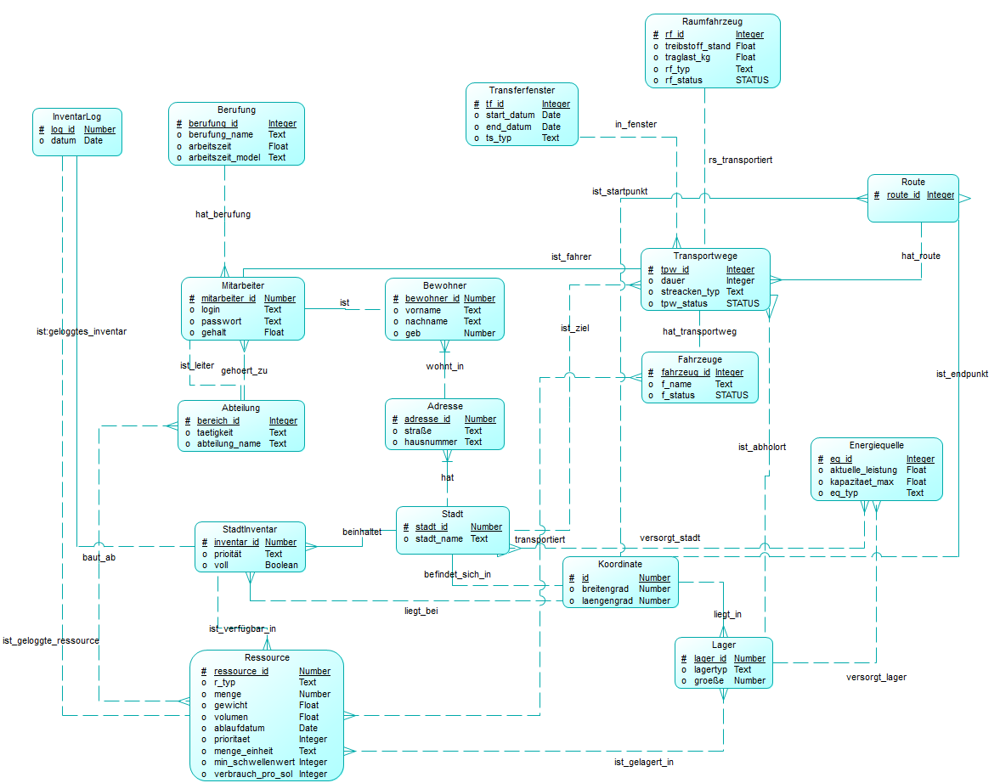 Raumfahrzeug
# rf_id Integer
o treibstoff_stand Float
o traglast_kg Float
o rf_typ Text
o rf_status STATUS
Transferfenster
# tf_id Integer
o start_datum Date
o end_datum Date
o ts_typ Text
InventarLog
# log_id Number
o datum Date
Berufung
# berufung_id Integer
o berufung_name Text
o arbeitszeit Float
o arbeitszeit_model Text
in_fenster
rs_transportiert
ist_startpunkt
Route
# route_id Integer
hat_berufung
ist_fahrer
hat_route
Transportwege
# tpw_id Integer
o dauer Integer
o streacken_typ Text
o tpw_status STATUS
Mitarbeiter
# mitarbeiter_id Number
o login Text
o passwort Text
o gehalt Float
ist
Bewohner
# bewohner_id Number
o vorname Text
o nachname Text
o geb Number
ist:geloggtes_inventar
ist_ziel
hat_transportweg
ist_leiter
gehoert_zu
wohnt_in
Fahrzeuge
# fahrzeug_id Integer
o f_name Text
o f_status STATUS
ist_endpunkt
Abteilung
# bereich_id Integer
o taetigkeit Text
o abteilung_name Text
Adresse
# adresse_id Number
o straße Text
o hausnummer Text
ist_abholort
Energiequelle
# eq_id Integer
o aktuelle_leistung Float
o kapazitaet_max Float
o eq_typ Text
hat
Stadt
# stadt_id Number
o stadt_name Text
StadtInventar
# inventar_id Number
o prioität Text
o voll Boolean
beinhaltet
transportiert
versorgt_stadt
baut_ab
befindet_sich_in
Koordinate
# id Number
o breitengrad Number
o laengengrad Number
liegt_bei
liegt_in
ist_verfügbar_in
ist_geloggte_ressource
Lager
# lager_id Number
o lagertyp Text
o groeße Number
versorgt_lager
Ressource
# ressource_id Number
o r_typ Text
o menge Number
o gewicht Float
o volumen Float
o ablaufdatum Date
o prioritaet Integer
o menge_einheit Text
o min_schwellenwert Integer
o verbrauch_pro_sol Integer
ist_gelagert_in